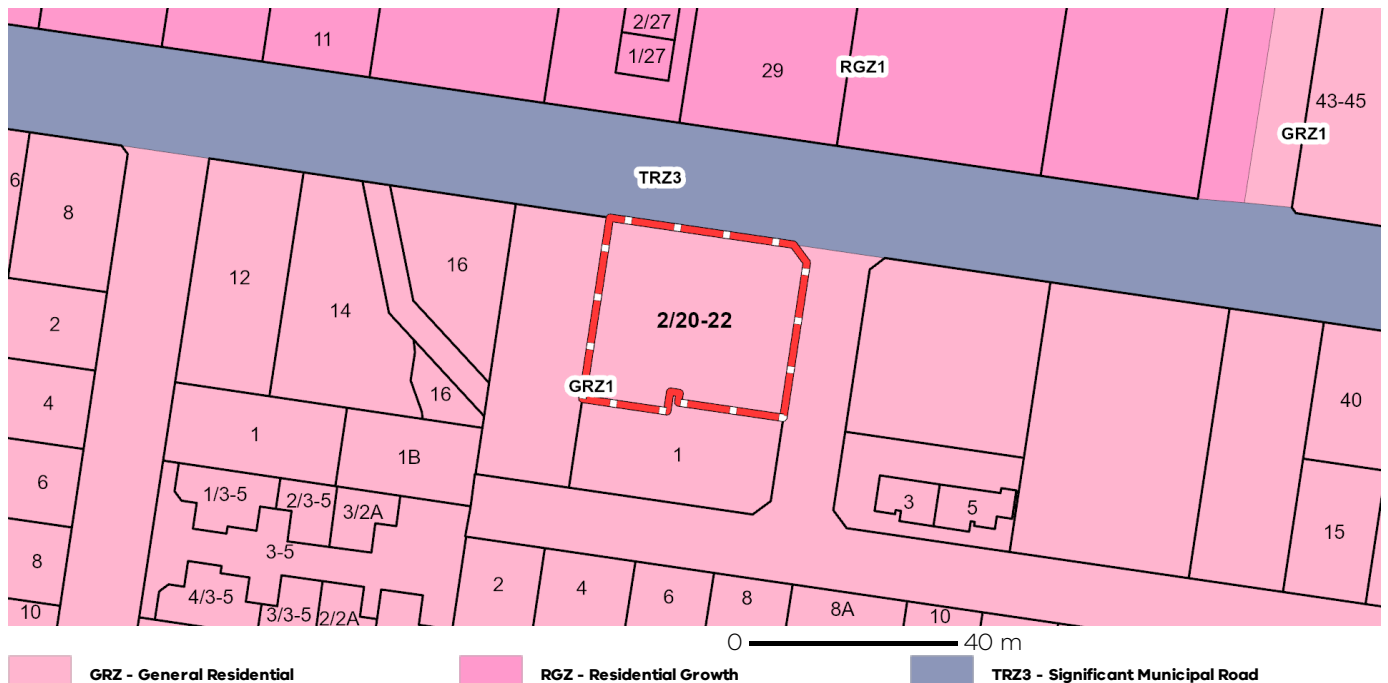 2/27
11
1/27
29
RGZ1
43-45
GRZ1
TRZ3
6
8
16
12
14
2/20-22
2
GRZ1
16
4
40
1
1
1B
6
1/3-5
2/3-5
3/2A
3
5
15
3-5
8
2
4
6
8
8A
10
10
4/3-5
3/3-5
2/2A
0
40 m
GRZ - General Residential
RGZ - Residential Growth
TRZ3 - Significant Municipal Road